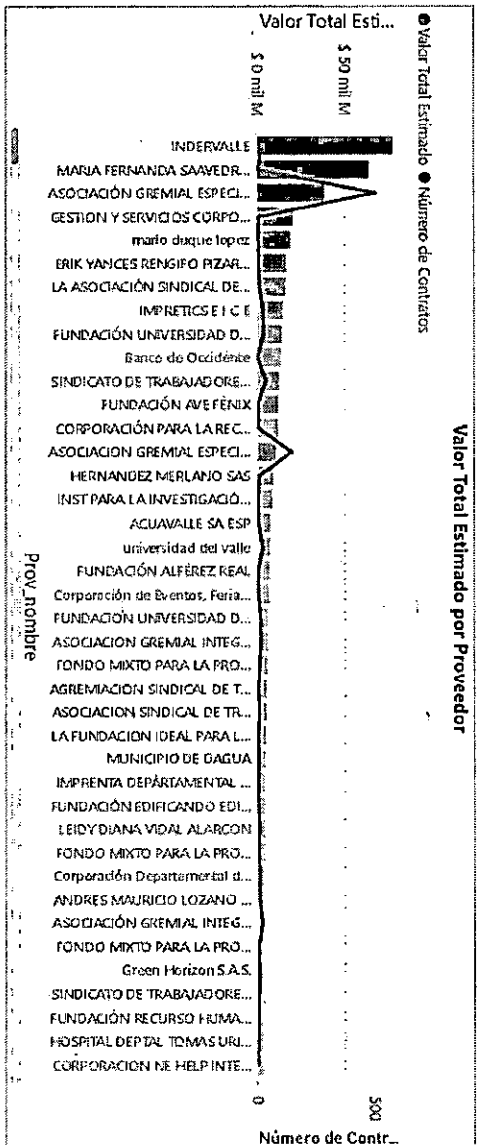 Valor Total Estimado por Proveedor
● Valor Total Estimado ● Número de Contratos
Valor Total Esti...
$ 50 mil M
$ 0 mil M
INDERVALLE
MARIA FERNANDA SAAVEDR...
ASOCIACIÓN GREMIAL ESPECI...
GESTION Y SERVICIOS CORPO...
mario duque lopez
ERIK YANCES RENGIFO PIZAR...
LA ASOCIACIÓN SINDICAL DE...
IMPRETICS E I C E
FUNDACIÓN UNIVERSIDAD D...
Banco de Occidente
SINDICATO DE TRABAJADORE...
FUNDACIÓN AVE FÉNIX
CORPORACIÓN PARA LA REC...
ASOCIACION GREMIAL ESPECI...
HERNANDEZ MERLANO SAS
INST PARA LA INVESTIGACIÓ...
ACUAVALLE SA ESP
universidad del valle
FUNDACIÓN ALFÉREZ REAL
Corporación de Eventos, Feria...
FUNDACIÓN UNIVERSIDAD D...
ASOCIACIÓN GREMIAL INTEG...
FONDO MIXTO PARA LA PRO...
AGREMIACIÓN SINDICAL DE T...
ASOCIACION SINDICAL DE TR...
LA FUNDACION IDEAL PARA L...
MUNICIPIO DE DAGUA
IMPRENTA DEPARTAMENTAL ...
FUNDACIÓN EDIFICANDO EDI...
LEIDY DIANA VIDAL ALARCON
FONDO MIXTO PARA LA PRO...
Corporación Departamental d...
ANDRES MAURICIO LOZANO ...
ASOCIACIÓN GREMIAL INTEG...
FONDO MIXTO PARA LA PRO...
Green Horizon S.A.S.
SINDICATO DE TRABAJADORE...
FUNDACIÓN RECURSO HUMA...
HOSPITAL DEPTAL TOMAS URI...
CORPORACION NE HELP INTE...
Prov_nombre
500
0
Número de Contr...